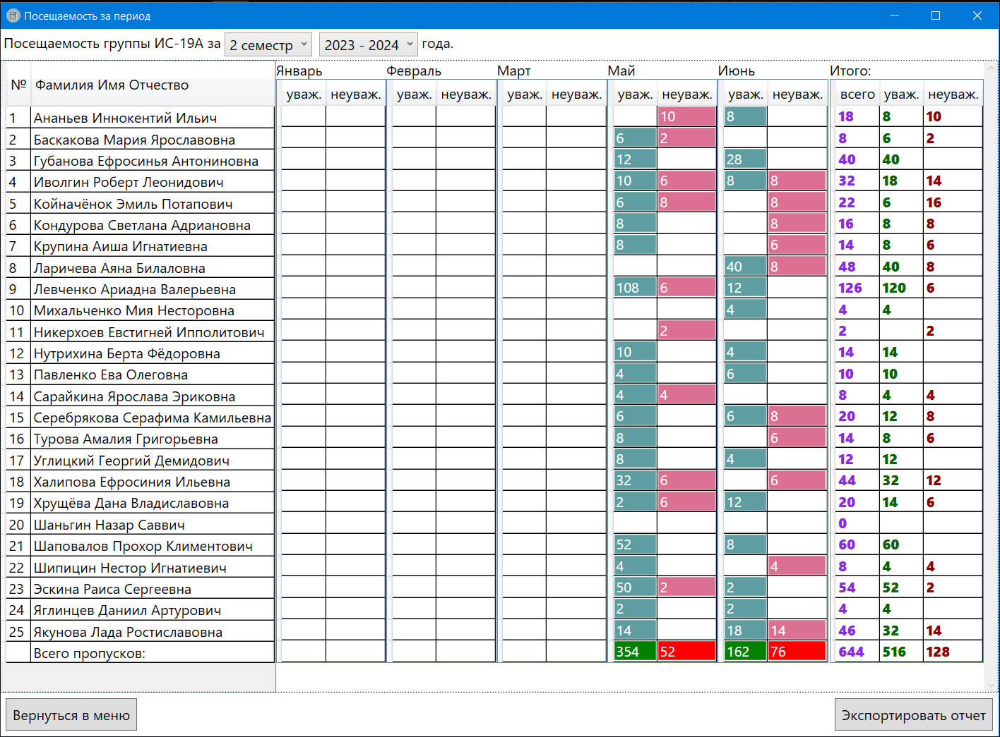 Посещаемость за период
Посещаемость группы ИС-19А за 2 семестр 2023 - 2024 года.
№ Фамилия Имя Отчество Январь Февраль Март Май Июнь Итого:
уваж. неуваж. уваж. неуваж. уваж. неуваж. уваж. неуваж. уваж. неуваж. всего уваж. неуваж.
1 Ананьев Иннокентий Ильич 10 8 18 8 10
2 Баскакова Мария Ярославовна 6 2 8 6 2
3 Губанова Ефросинья Антониновна 12 28 40 40
4 Иволгин Роберт Леонидович 10 6 8 8 32 18 14
5 Койначёнок Эмиль Потапович 6 8 8 22 6 16
6 Кондурова Светлана Адриановна 8 8 16 8 8
7 Крупина Аиша Игнатиевна 8 6 14 8 6
8 Ларичева Аяна Билаловна 40 8 48 40 8
9 Левченко Ариадна Валерьевна 108 6 12 126 120 6
10 Михальченко Мия Несторовна 4 4 4
11 Никерхоев Евстигней Ипполитович 2 2 2
12 Нутрихина Берта Фёдоровна 10 4 14 14
13 Павленко Ева Олеговна 4 6 10 10
14 Сарайкина Ярослава Эриковна 4 4 8 4 4
15 Серебрякова Серафима Камильевна 6 6 8 20 12 8
16 Турова Амалия Григорьевна 8 6 14 8 6
17 Углицкий Георгий Демидович 8 4 12 12
18 Халипова Ефросиния Ильевна 32 6 6 44 32 12
19 Хрущёва Дана Владиславовна 2 6 12 20 14 6
20 Шаньгин Назар Саввич 0
21 Шаповалов Прохор Климентович 52 8 60 60
22 Шипицин Нестор Игнатиевич 4 4 8 4 4
23 Эскина Раиса Сергеевна 50 2 2 54 52 2
24 Яглинцев Даниил Артурович 2 2 4 4
25 Якунова Лада Ростиславовна 14 18 14 46 32 14
Всего пропусков: 354 52 162 76 644 516 128
Вернуться в меню Экспортировать отчет